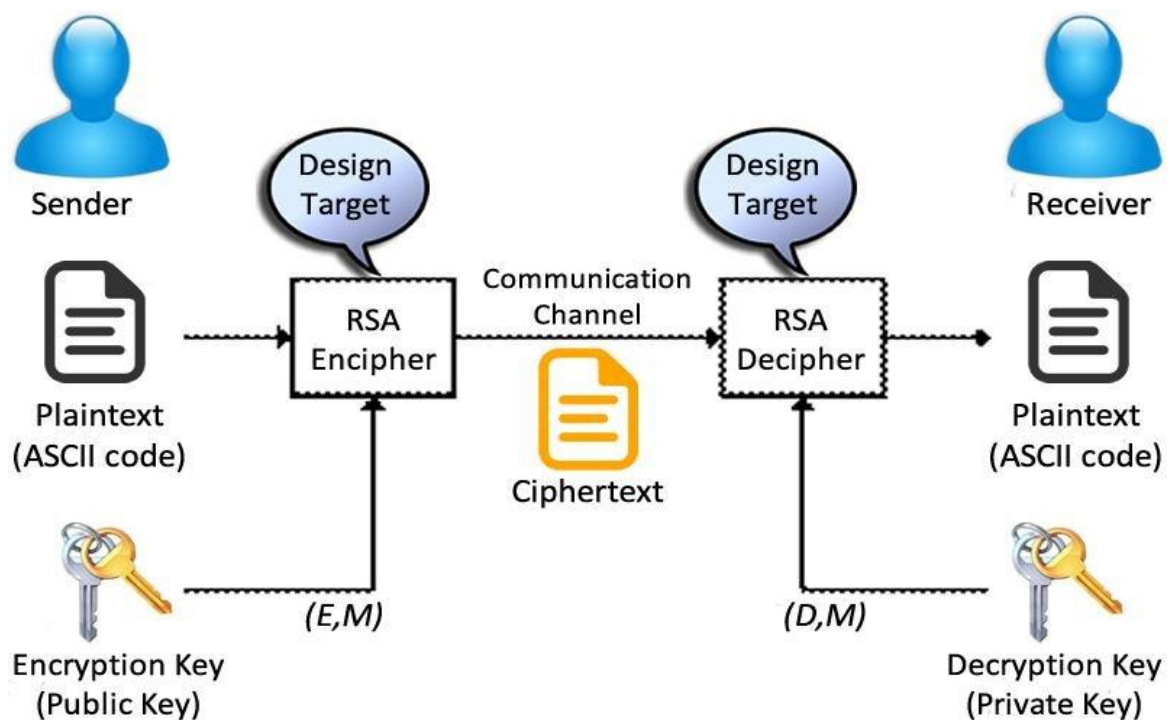 Sender
Design
Target
Design
Target
Receiver
Plaintext
(ASCII code)
RSA
Encipher
Communication
Channel
Ciphertext
RSA
Decipher
Plaintext
(ASCII code)
Encryption Key
(Public Key)
(E,M)
(D,M)
Decryption Key
(Private Key)